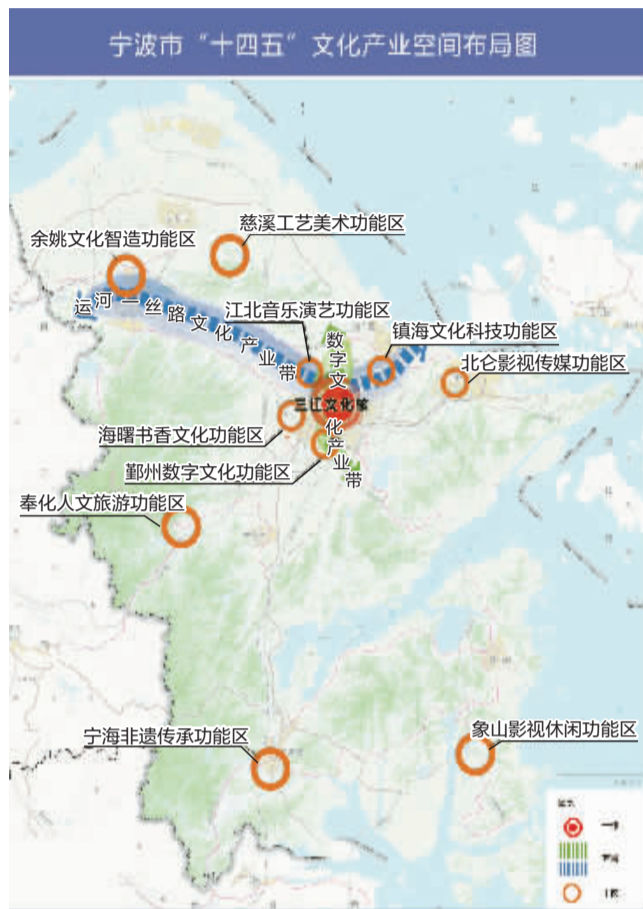 宁波市“十四五”文化产业空间布局图
慈溪工艺美术功能区
余姚文化智造功能区
运河—丝路文化产业带
江北音乐演艺功能区
数字文化产业带
镇海文化科技功能区
北仑影视传媒功能区
三江文化
海曙书香文化功能区
鄞州数字文化功能区
奉化人文旅游功能区
宁海非遗传承功能区
象山影视休闲功能区